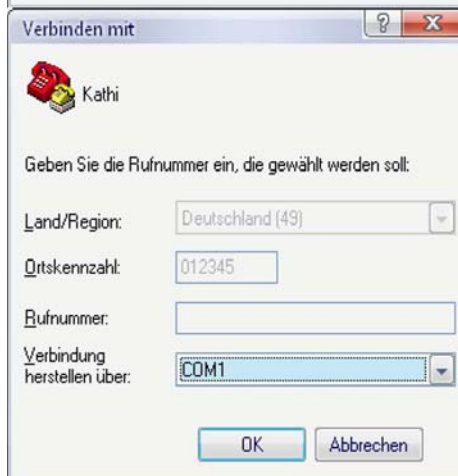 Verbinden mit
?
X
Kathi
Geben Sie die Rufnummer ein, die gewählt werden soll:
Land/Region:
Deutschland (49)
Ortskennzahl:
012345
Rufnummer:
Verbindung
herstellen über:
COM1
OK
Abbrechen